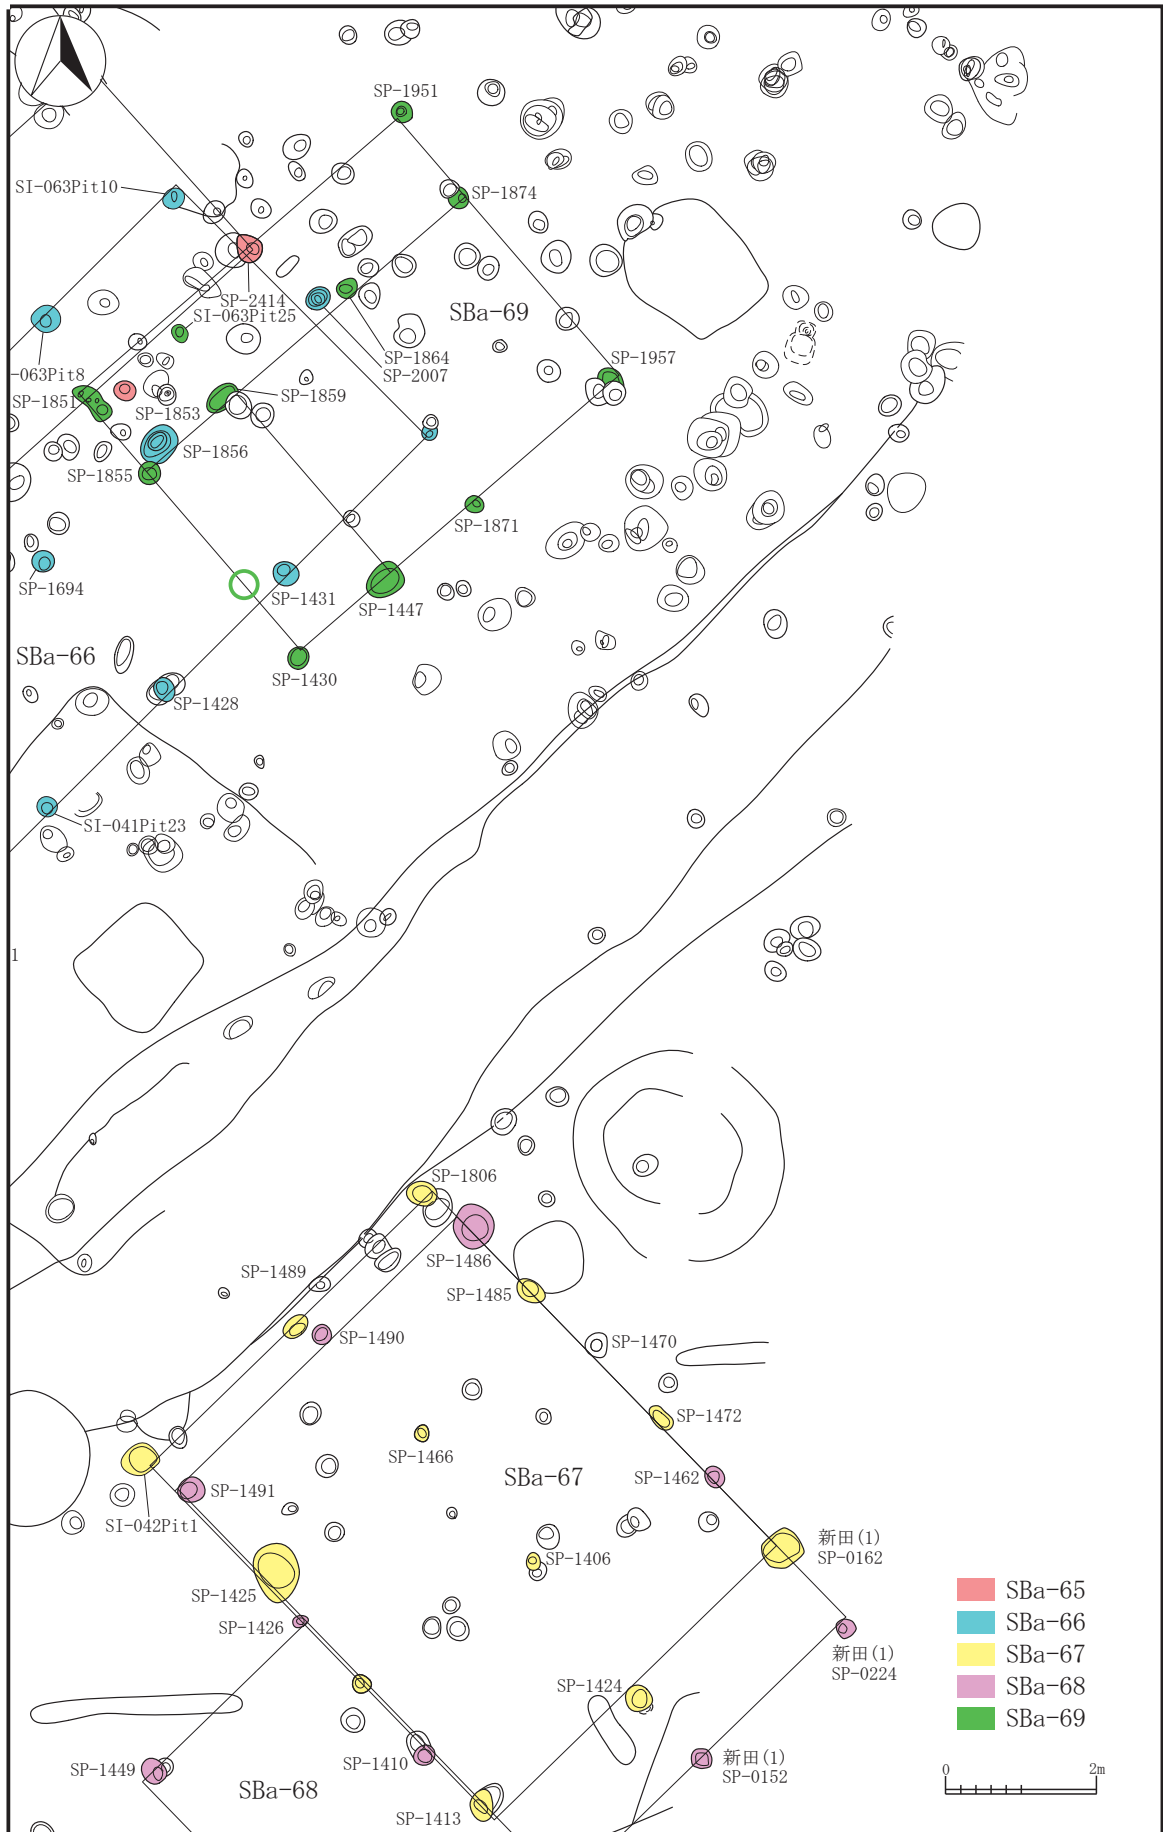 SP-1951
SI-063Pit10
SP-1874
SP-2414
SI-063Pit25
SBa-69
-063Pit8
SP-1864
SP-2007
SP-1957
SP-1851
SP-1853
SP-1859
SP-1856
SP-1855
SP-1871
SP-1694
SP-1431
SP-1447
SBa-66
SP-1430
SP-1428
SI-041Pit23
1
SP-1806
SP-1486
SP-1489
SP-1485
SP-1490
SP-1470
SP-1472
SP-1466
SBa-67
SP-1462
SP-1491
SI-042Pit1
新田(1)
SP-0162
SP-1406
SP-1425
SP-1426
新田(1)
SP-0224
SP-1424
SP-1449
SP-1410
新田(1)
SP-0152
SBa-68
SP-1413
SBa-65
SBa-66
SBa-67
SBa-68
SBa-69
0 2m